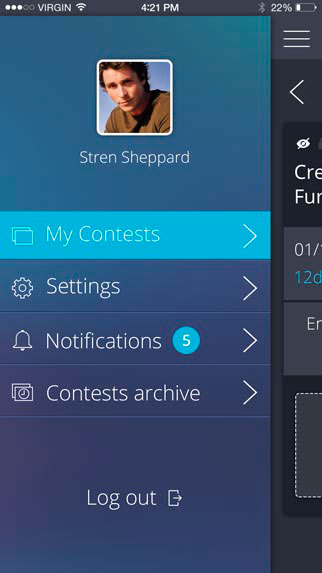 VIRGIN 4:21 PM 22%
Stren Sheppard
My Contests
Settings
Notifications 5
Contests archive
Log out
Cre
Fur
01/1
12d
En